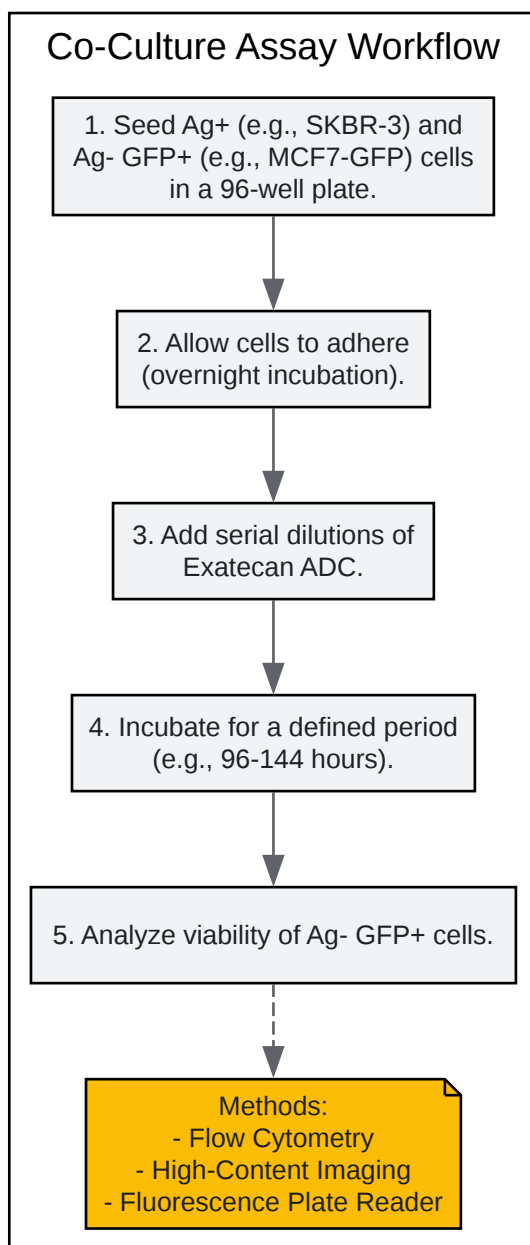 Co-Culture Assay Workflow
1. Seed Ag+ (e.g., SKBR-3) and
Ag- GFP+ (e.g., MCF7-GFP) cells
in a 96-well plate.
2. Allow cells to adhere
(overnight incubation).
3. Add serial dilutions of
Exatecan ADC.
4. Incubate for a defined period
(e.g., 96-144 hours).
5. Analyze viability of Ag- GFP+ cells.
Methods:
- Flow Cytometry
- High-Content Imaging
- Fluorescence Plate Reader